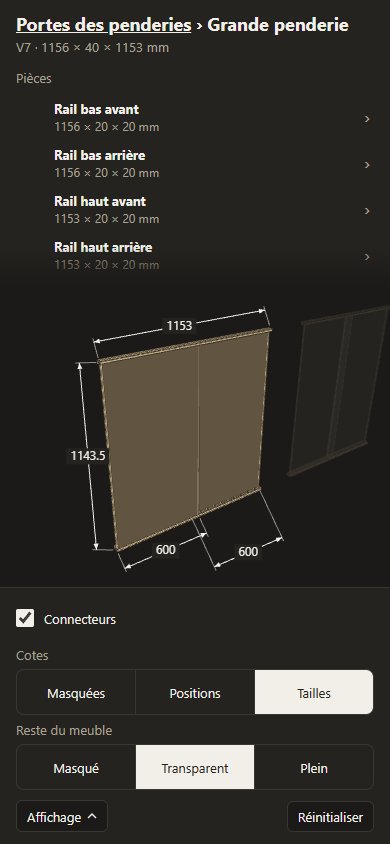 Portes des penderies › Grande penderie
V7 · 1156 × 40 × 1153 mm
Pièces
Rail bas avant
1156 × 20 × 20 mm
Rail bas arrière
1156 × 20 × 20 mm
Rail haut avant
1153 × 20 × 20 mm
Rail haut arrière
1153 × 20 × 20 mm
1153
1143.5
600
600
Connecteurs
Cotes
Masquées
Positions
Tailles
Reste du meuble
Masqué
Transparent
Plein
Affichage
Réinitialiser